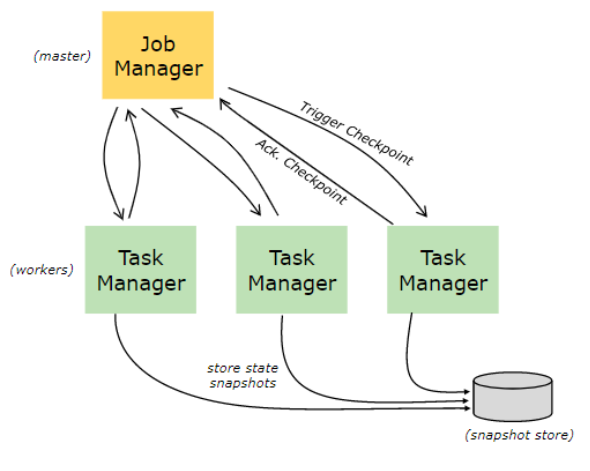 Job
Manager
(master)
Trigger Checkpoint
Ack. Checkpoint
Task
Manager
Task
Manager
Task
Manager
(workers)
store state
snapshots
(snapshot store)